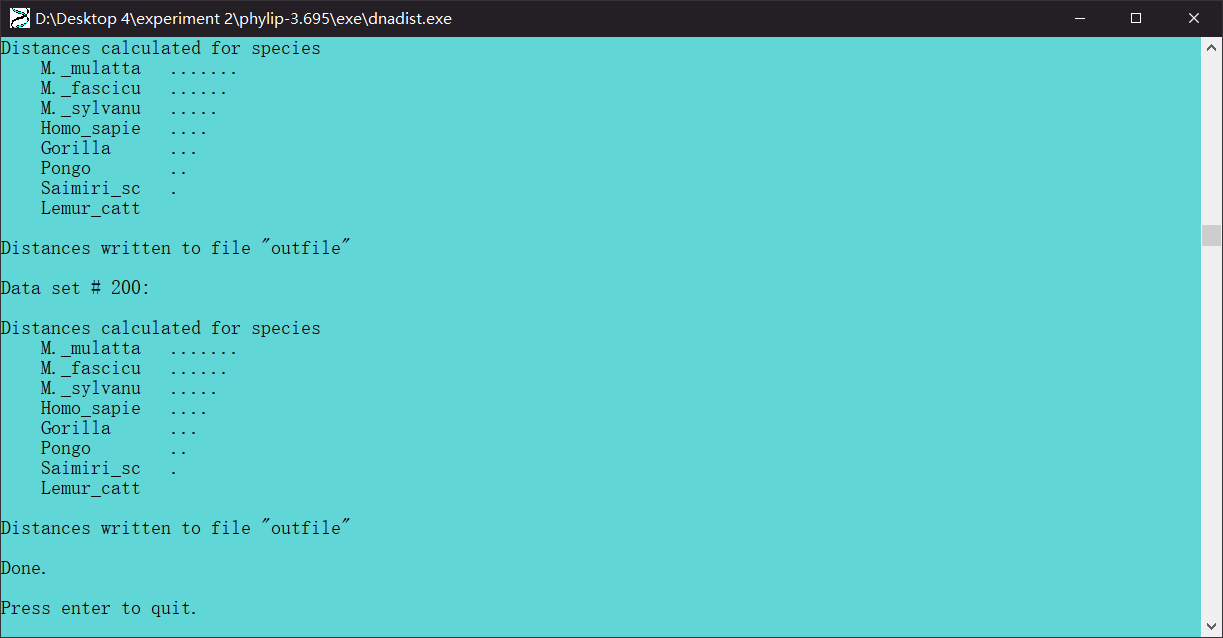 D:\Desktop 4\experiment 2\phylip-3.695\exe\dnadist.exe
Distances calculated for species
    M._mulatta   .......
    M._fascicu   ......
    M._sylvanu   .....
    Homo_sapie   ....
    Gorilla      ...
    Pongo        ..
    Saimiri_sc   .
    Lemur_catt
Distances written to file "outfile"
Data set # 200:
Distances calculated for species
    M._mulatta   .......
    M._fascicu   ......
    M._sylvanu   .....
    Homo_sapie   ....
    Gorilla      ...
    Pongo        ..
    Saimiri_sc   .
    Lemur_catt
Distances written to file "outfile"
Done.
Press enter to quit.